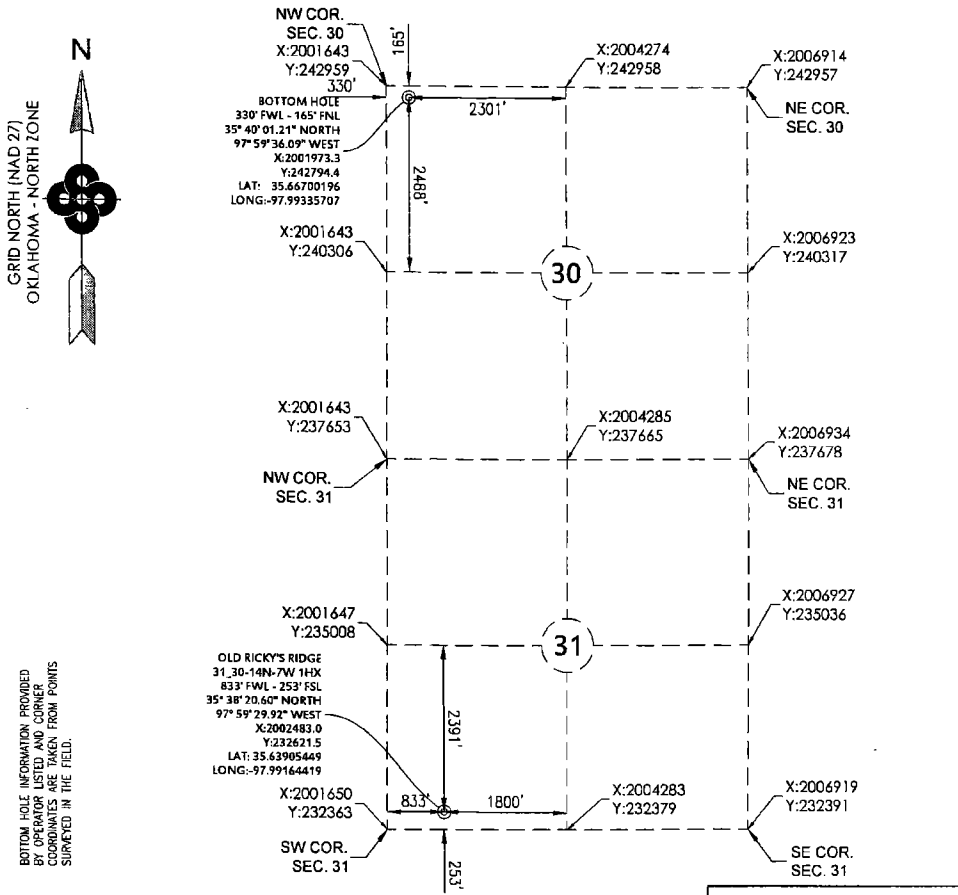 NW COR.
SEC. 30
X:2001643
Y:242959
165'
X:2004274
Y:242958
X:2006914
Y:242957
NE COR.
SEC. 30
N
GRID NORTH (NAD 27)
OKLAHOMA - NORTH ZONE
330'
2301'
BOTTOM HOLE
330' FWL - 165' FNL
35° 40' 01.21" NORTH
97° 59' 36.09" WEST
X:2001973.3
Y:242794.4
LAT: 35.66700196
LONG:-97.99335707
2488'
X:2001643
Y:240306
30
X:2006923
Y:240317
X:2001643
Y:237653
X:2004285
Y:237665
X:2006934
Y:237678
NW COR.
SEC. 31
NE COR.
SEC. 31
X:2001647
Y:235008
31
X:2006927
Y:235036
OLD RICKY'S RIDGE
31_30-14N-7W 1HX
833' FWL - 253' FSL
35° 38' 20.60" NORTH
97° 59' 29.92" WEST
X:2002483.0
Y:232621.5
LAT: 35.63905449
LONG:-97.99164419
2391'
X:2001650
Y:232363
833'
1800'
X:2004283
Y:232379
X:2006919
Y:232391
SW COR.
SEC. 31
253'
SE COR.
SEC. 31
BOTTOM HOLE INFORMATION PROVIDED
BY OPERATOR LISTED AND CORNER
COORDINATES ARE TAKEN FROM POINTS
SURVEYED IN THE FIELD.